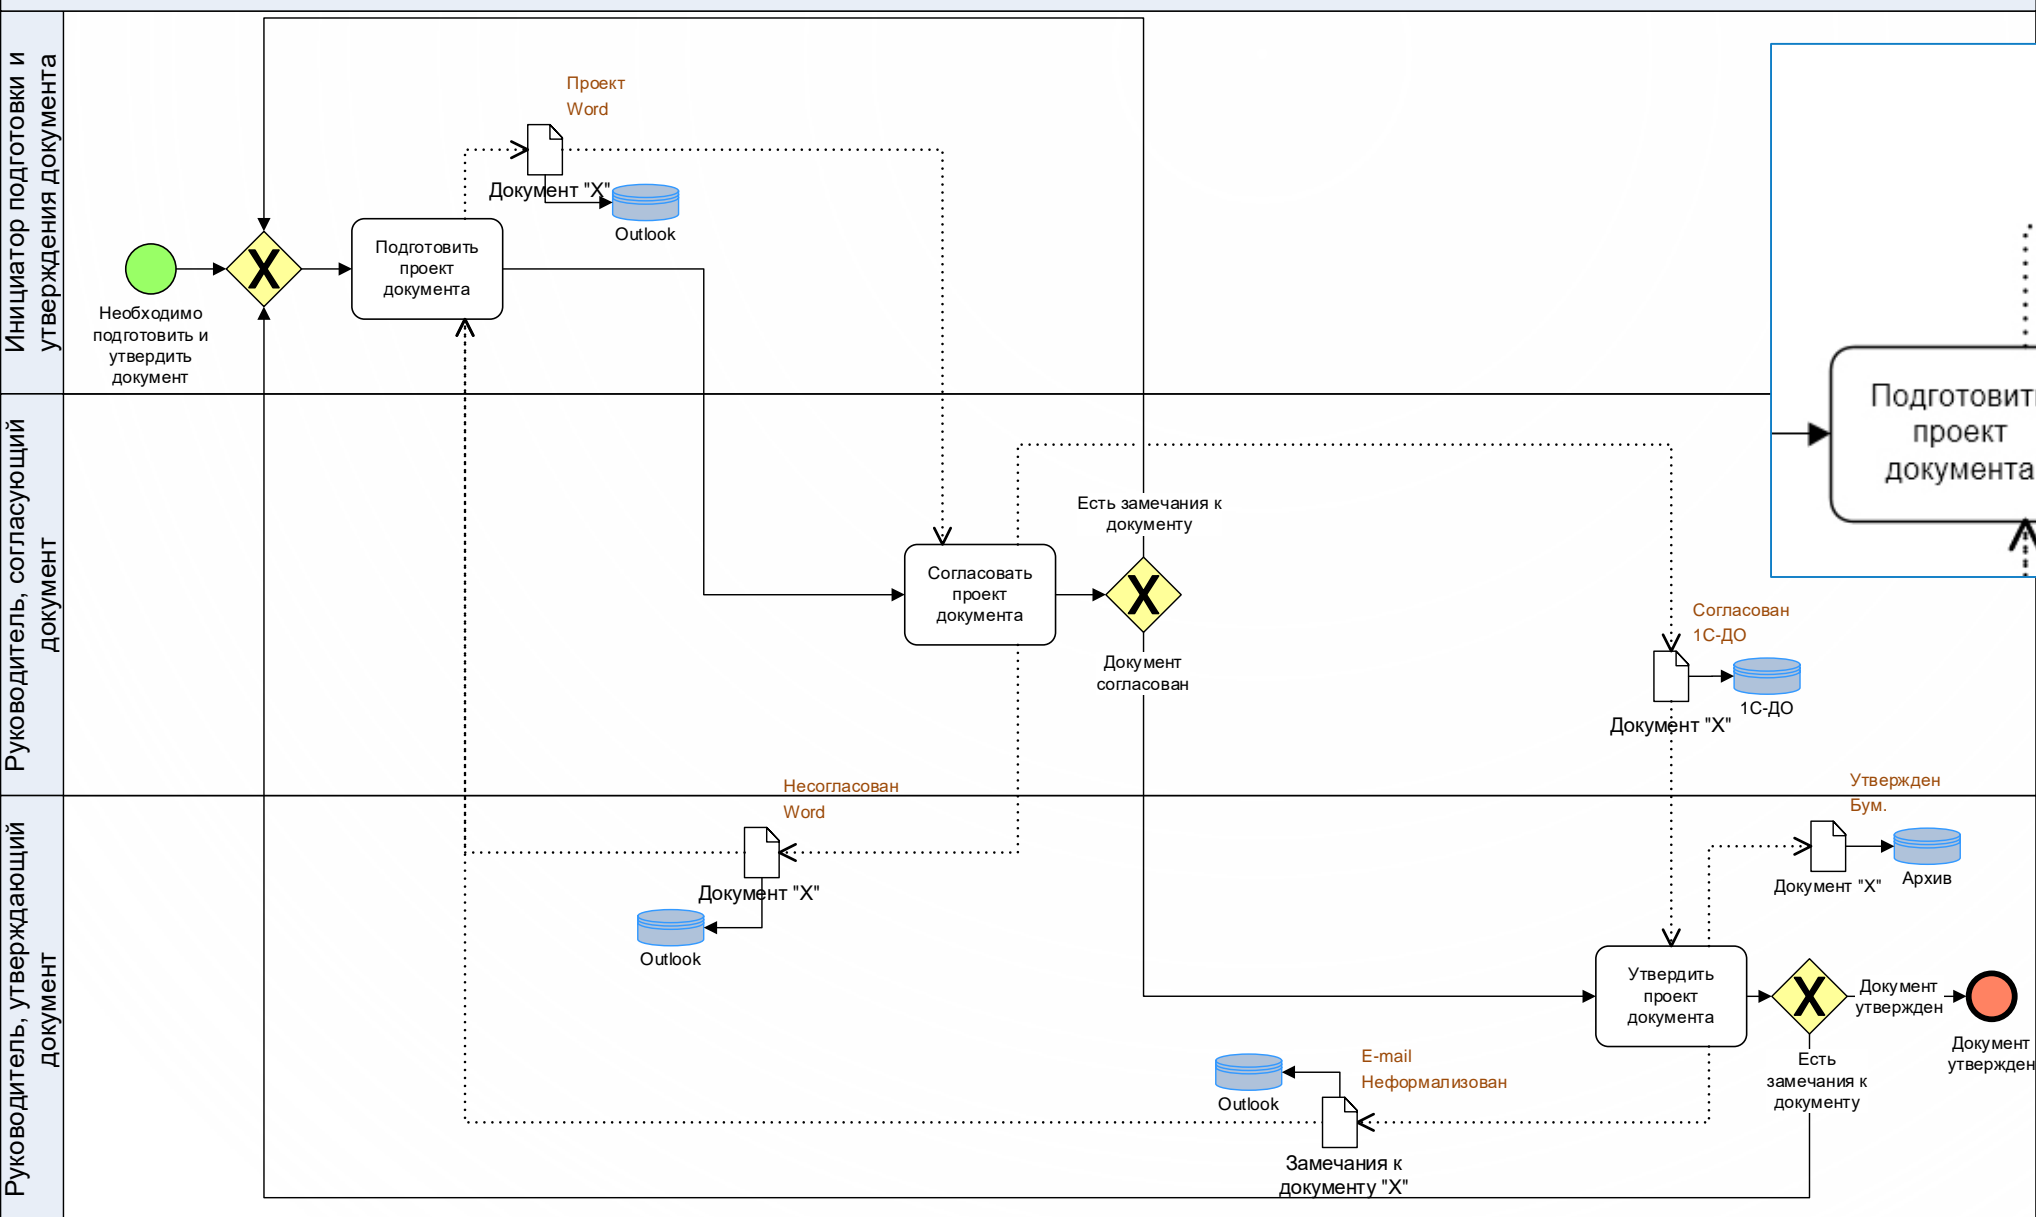 Инициатор подготовки и
утверждения документа
Проект
Word
Документ "X"
Outlook
Подготовить
проект
документа
X
Необходимо
подготовить и
утвердить
документ
Подготовить
проект
документа
Руководитель, согласующий
документ
Есть замечания к
документу
Согласовать
проект
документа
X
Документ
согласован
Согласован
1С-ДО
1С-ДО
Документ "X"
Руководитель, утверждающий
документ
Несогласован
Word
Документ "X"
Outlook
Утвержден
Бум.
Документ "X"
Архив
Утвердить
проект
документа
X
Документ
утвержден
Документ
утвержден
Есть
замечания к
документу
E-mail
Неформализован
Outlook
Замечания к
документу "X"